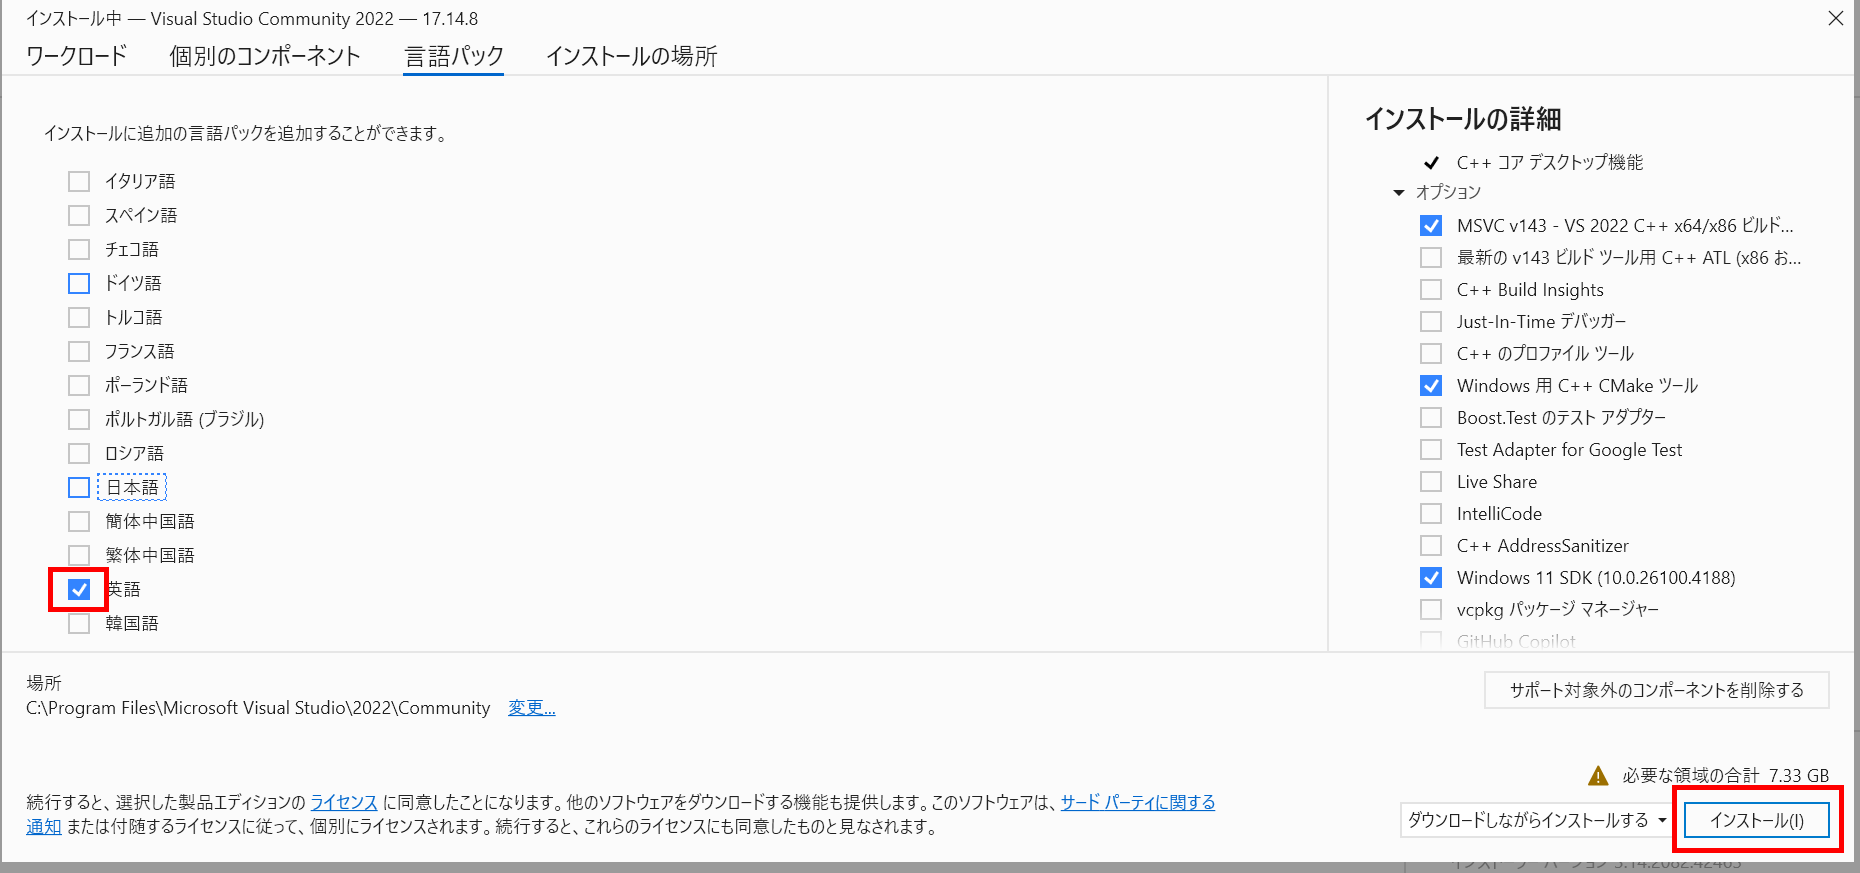 インストール中 — Visual Studio Community 2022 — 17.14.8
ワークロード 個別のコンポーネント 言語パック インストールの場所
インストールに追加の言語パックを追加することができます。
イタリア語
スペイン語
チェコ語
ドイツ語
トルコ語
フランス語
ポーランド語
ポルトガル語 (ブラジル)
ロシア語
日本語
簡体中国語
繁体中国語
英語
韓国語
インストールの詳細
C++ コア デスクトップ機能
オプション
MSVC v143 - VS 2022 C++ x64/x86 ビルド...
最新の v143 ビルド ツール用 C++ ATL (x86 お...
C++ Build Insights
Just-In-Time デバッガー
C++ のプロファイル ツール
Windows 用 C++ CMake ツール
Boost.Test のテスト アダプター
Test Adapter for Google Test
Live Share
IntelliCode
C++ AddressSanitizer
Windows 11 SDK (10.0.26100.4188)
vcpkg パッケージ マネージャー
GitHub Copilot
場所
C:\Program Files\Microsoft Visual Studio\2022\Community 変更...
サポート対象外のコンポーネントを削除する
必要な領域の合計 7.33 GB
続行すると、選択した製品エディションの ライセンス に同意したことになります。他のソフトウェアをダウンロードする機能も提供します。このソフトウェアは、サード パーティに関する
通知 または付随するライセンスに従って、個別にライセンスされます。続行すると、これらのライセンスにも同意したものと見なされます。
ダウンロードしながらインストールする インストール(I)